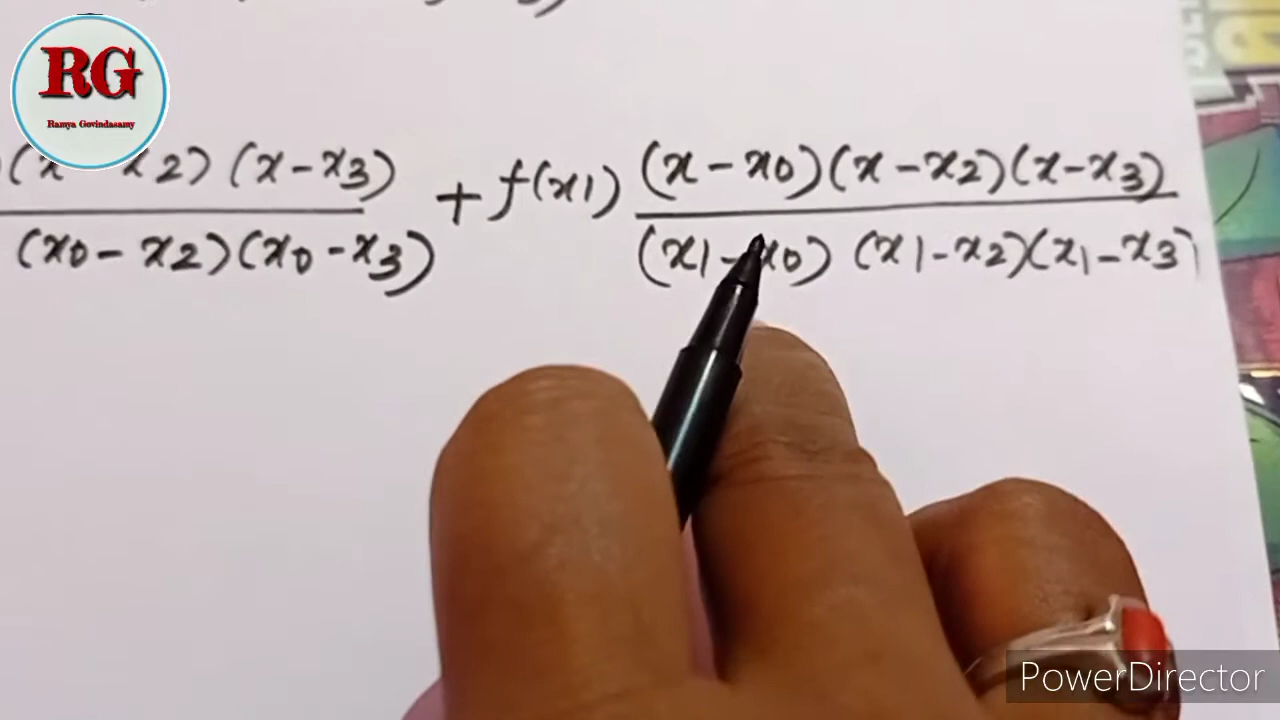 RG
Ramya Govindasamy
(x - x2) (x-x3) + f(x1) (x - x0)(x - x2)(x-x3)
(x0 - x2)(x0 - x3) (x1 - x0) (x1 - x2)(x1 - x3)
PowerDirector